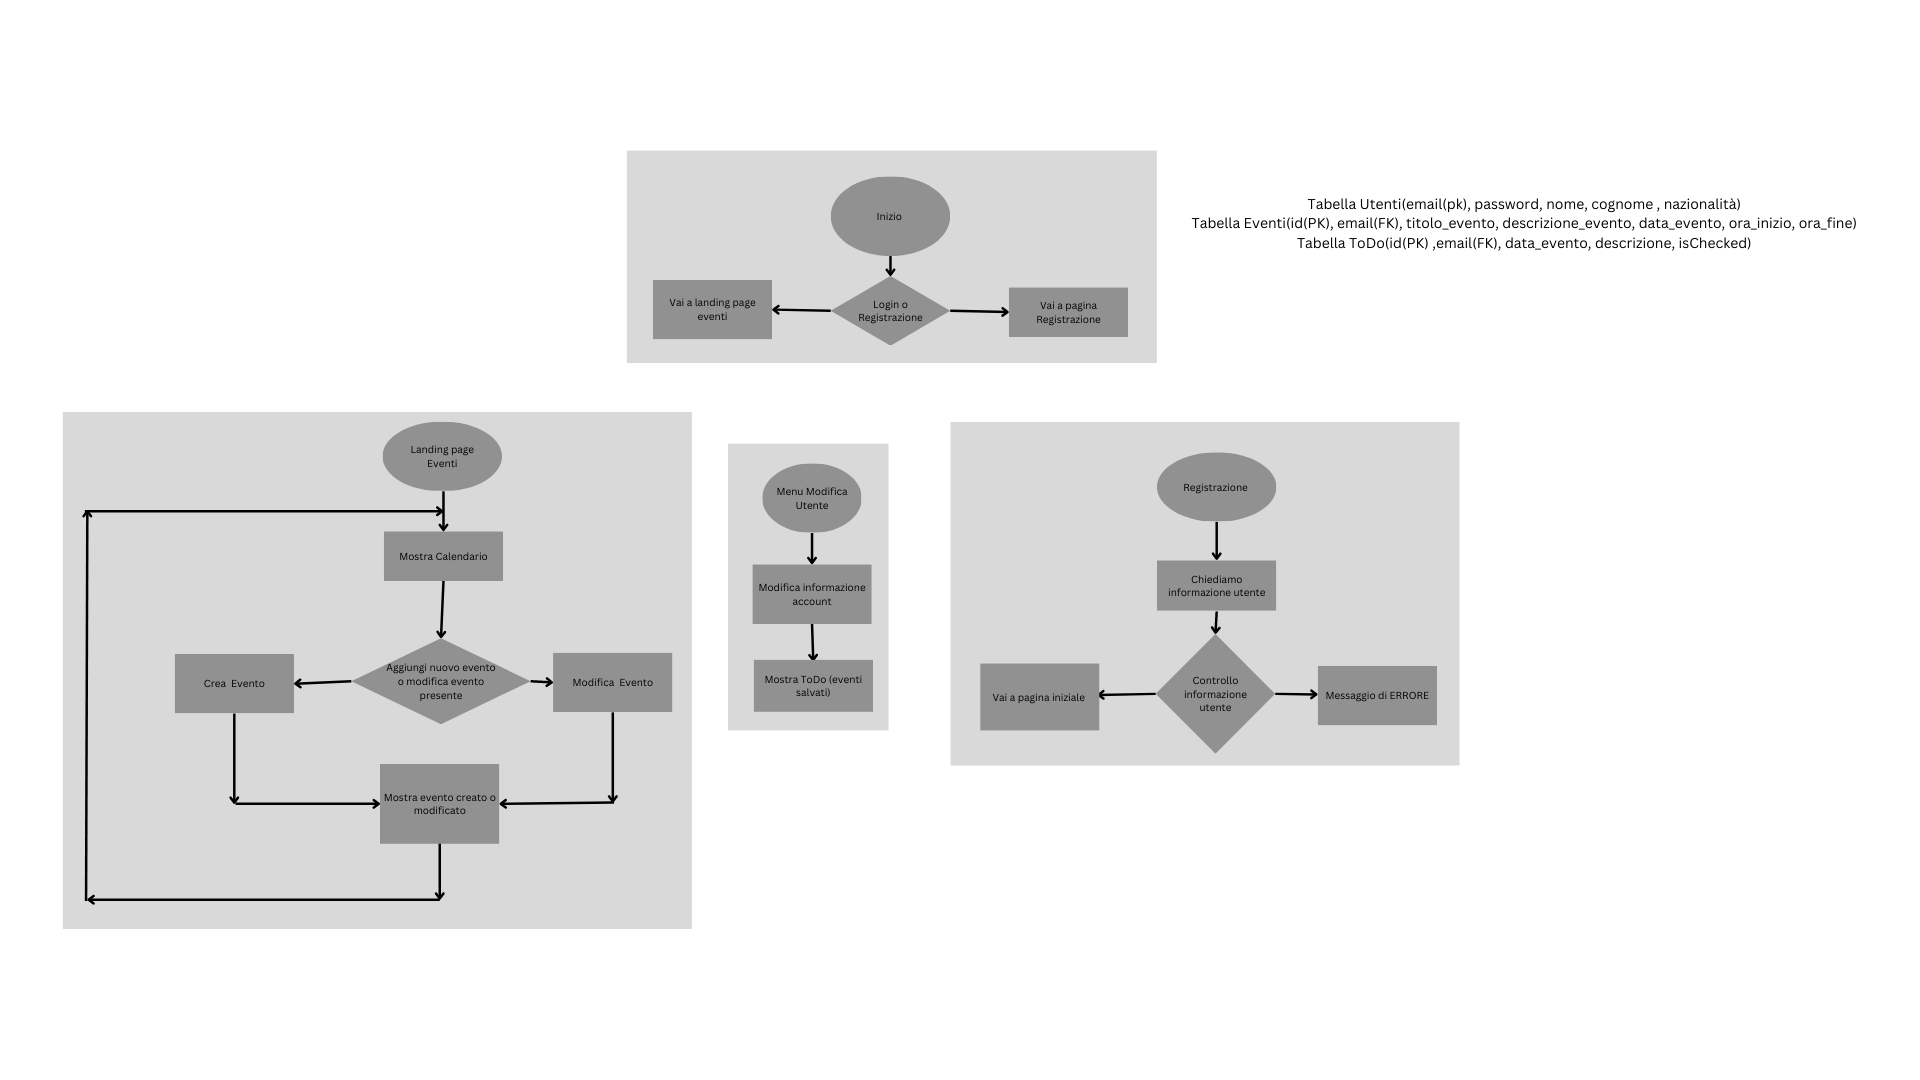 Inizio
Login o
Registrazione
Vai a landing page
eventi
Vai a pagina
Registrazione
Tabella Utenti(email(pk), password, nome, cognome , nazionalità)
Tabella Eventi(id(PK), email(FK), titolo_evento, descrizione_evento, data_evento, ora_inizio, ora_fine)
Tabella ToDo(id(PK) ,email(FK), data_evento, descrizione, isChecked)
Landing page
Eventi
Mostra Calendario
Aggiungi nuovo evento
o modifica evento
presente
Crea  Evento
Modifica  Evento
Mostra evento creato o
modificato
Menu Modifica
Utente
Modifica informazione
account
Mostra ToDo (eventi
salvati)
Registrazione
Chiediamo
informazione utente
Controllo
informazione
utente
Vai a pagina iniziale
Messaggio di ERRORE